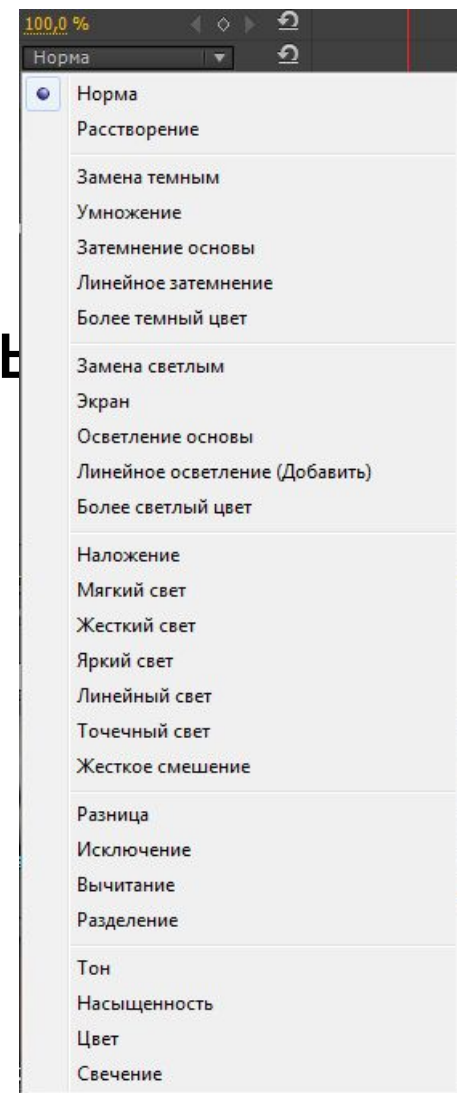 100,0 %
Норма
Норма
Расстворение
Замена темным
Умножение
Затемнение основы
Линейное затемнение
Более темный цвет
Замена светлым
Экран
Осветление основы
Линейное осветление (Добавить)
Более светлый цвет
Наложение
Мягкий свет
Жесткий свет
Яркий свет
Линейный свет
Точечный свет
Жесткое смешение
Разница
Исключение
Вычитание
Разделение
Тон
Насыщенность
Цвет
Свечение